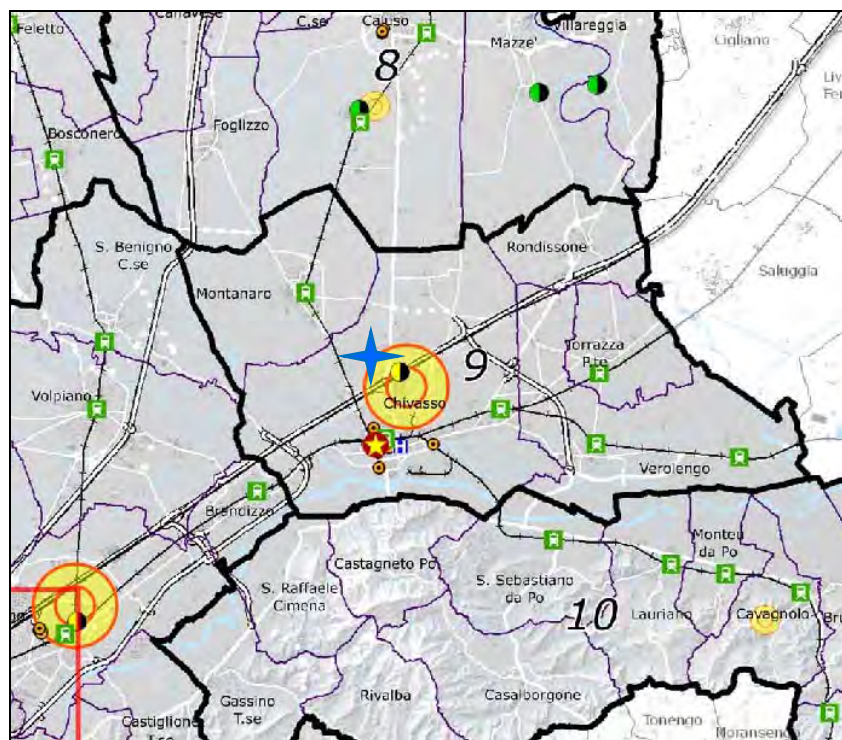 Feletto
C.se
Caluso
Villareggia
Cigliano
Mazze'
8
Foglizzo
Bosconero
S. Benigno
C.se
Rondissone
Montanaro
Saluggia
Torrazza
P.te
9
Volpiano
Chivasso
H
Verolengo
Brandizzo
Castagneto Po
S. Raffaele
Cimena
S. Sebastiano
da Po
Monteu
da Po
10
Lauriano
Cavagnolo
Gassino
T.se
Rivalba
Casalborgone
Castiglione
Tonengo
Moransengo